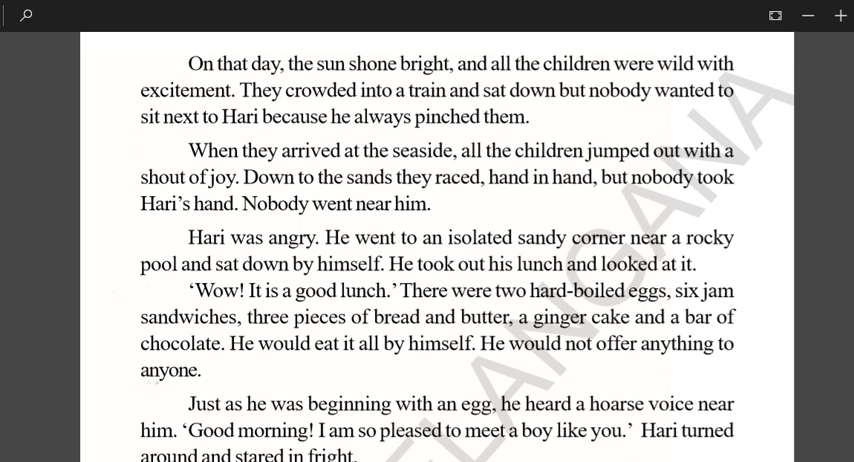 On that day, the sun shone bright, and all the children were wild with
excitement. They crowded into a train and sat down but nobody wanted to
sit next to Hari because he always pinched them.
When they arrived at the seaside, all the children jumped out with a
shout of joy. Down to the sands they raced, hand in hand, but nobody took
Hari’s hand. Nobody went near him.
Hari was angry. He went to an isolated sandy corner near a rocky
pool and sat down by himself. He took out his lunch and looked at it.
‘Wow! It is a good lunch.’ There were two hard-boiled eggs, six jam
sandwiches, three pieces of bread and butter, a ginger cake and a bar of
chocolate. He would eat it all by himself. He would not offer anything to
anyone.
Just as he was beginning with an egg, he heard a hoarse voice near
him. ‘Good morning! I am so pleased to meet a boy like you.’ Hari turned
around and stared in fright.
ELANGANA